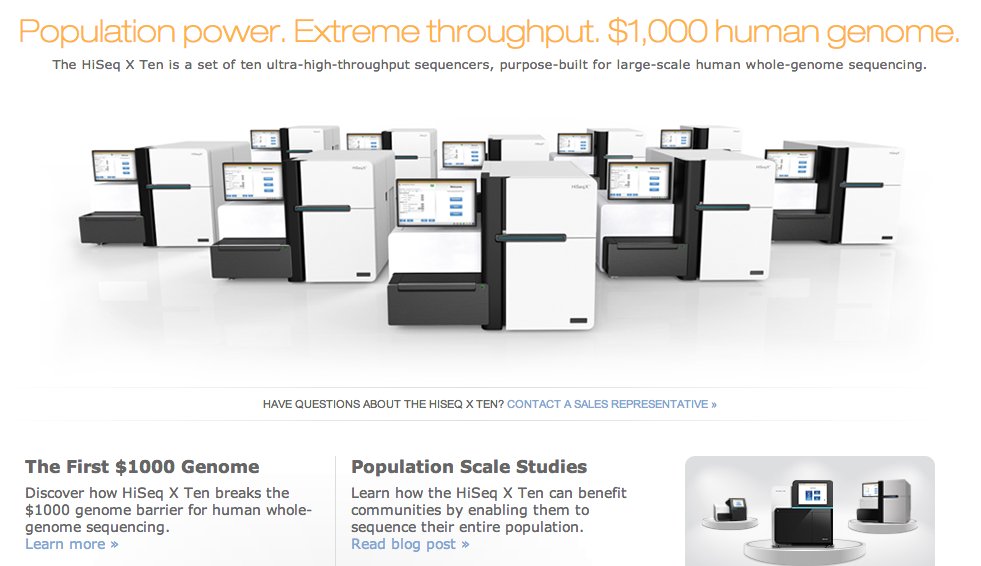 Population power. Extreme throughput. $1,000 human genome.
The HiSeq X Ten is a set of ten ultra-high-throughput sequencers, purpose-built for large-scale human whole-genome sequencing.
HiSeqX
HAVE QUESTIONS ABOUT THE HISEQ X TEN? CONTACT A SALES REPRESENTATIVE »
The First $1000 Genome
Discover how HiSeq X Ten breaks the
$1000 genome barrier for human whole-
genome sequencing.
Learn more »
Population Scale Studies
Learn how the HiSeq X Ten can benefit
communities by enabling them to
sequence their entire population.
Read blog post »